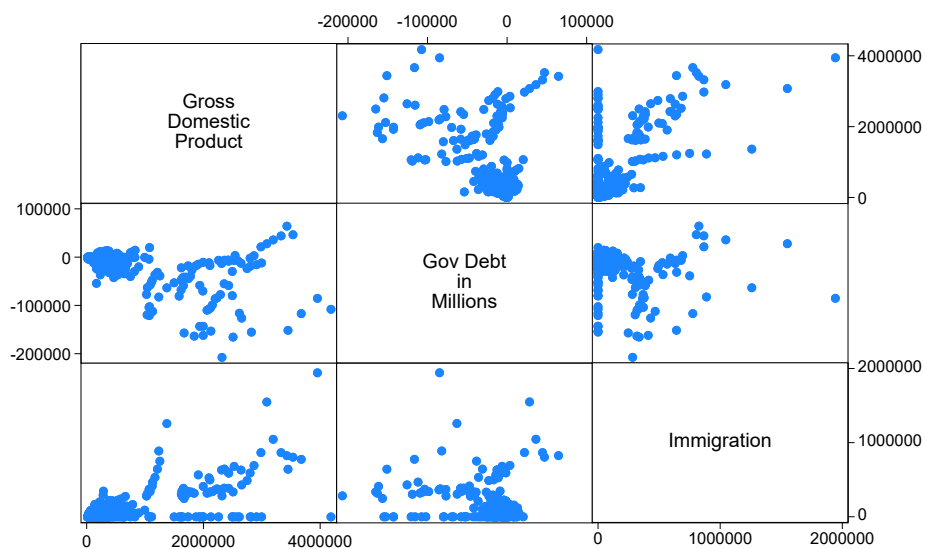 -200000 -100000 0 100000
Gross
Domestic
Product
4000000
2000000
0
100000
0
-100000
-200000
Gov Debt
in
Millions
Immigration
2000000
1000000
0
0 2000000 4000000
0 1000000 2000000